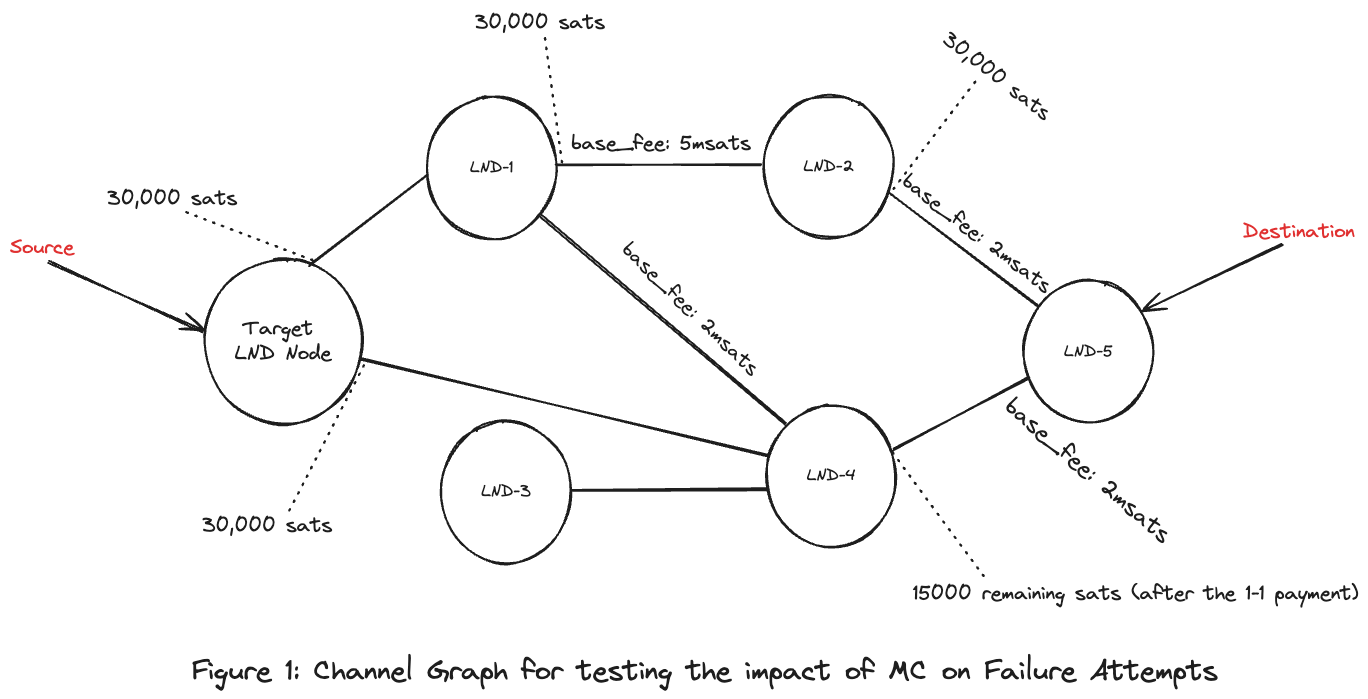 30,000 sats
30,000 sats
base_fee: 5msats
LND-1
LND-2
30,000 sats
base_fee: 2msats
Source
Destination
base_fee: 2msats
Target
LND Node
LND-5
base_fee: 2msats
LND-3
LND-4
30,000 sats
15000 remaining sats (after the 1-1 payment)
Figure 1: Channel Graph for testing the impact of MC on Failure Attempts